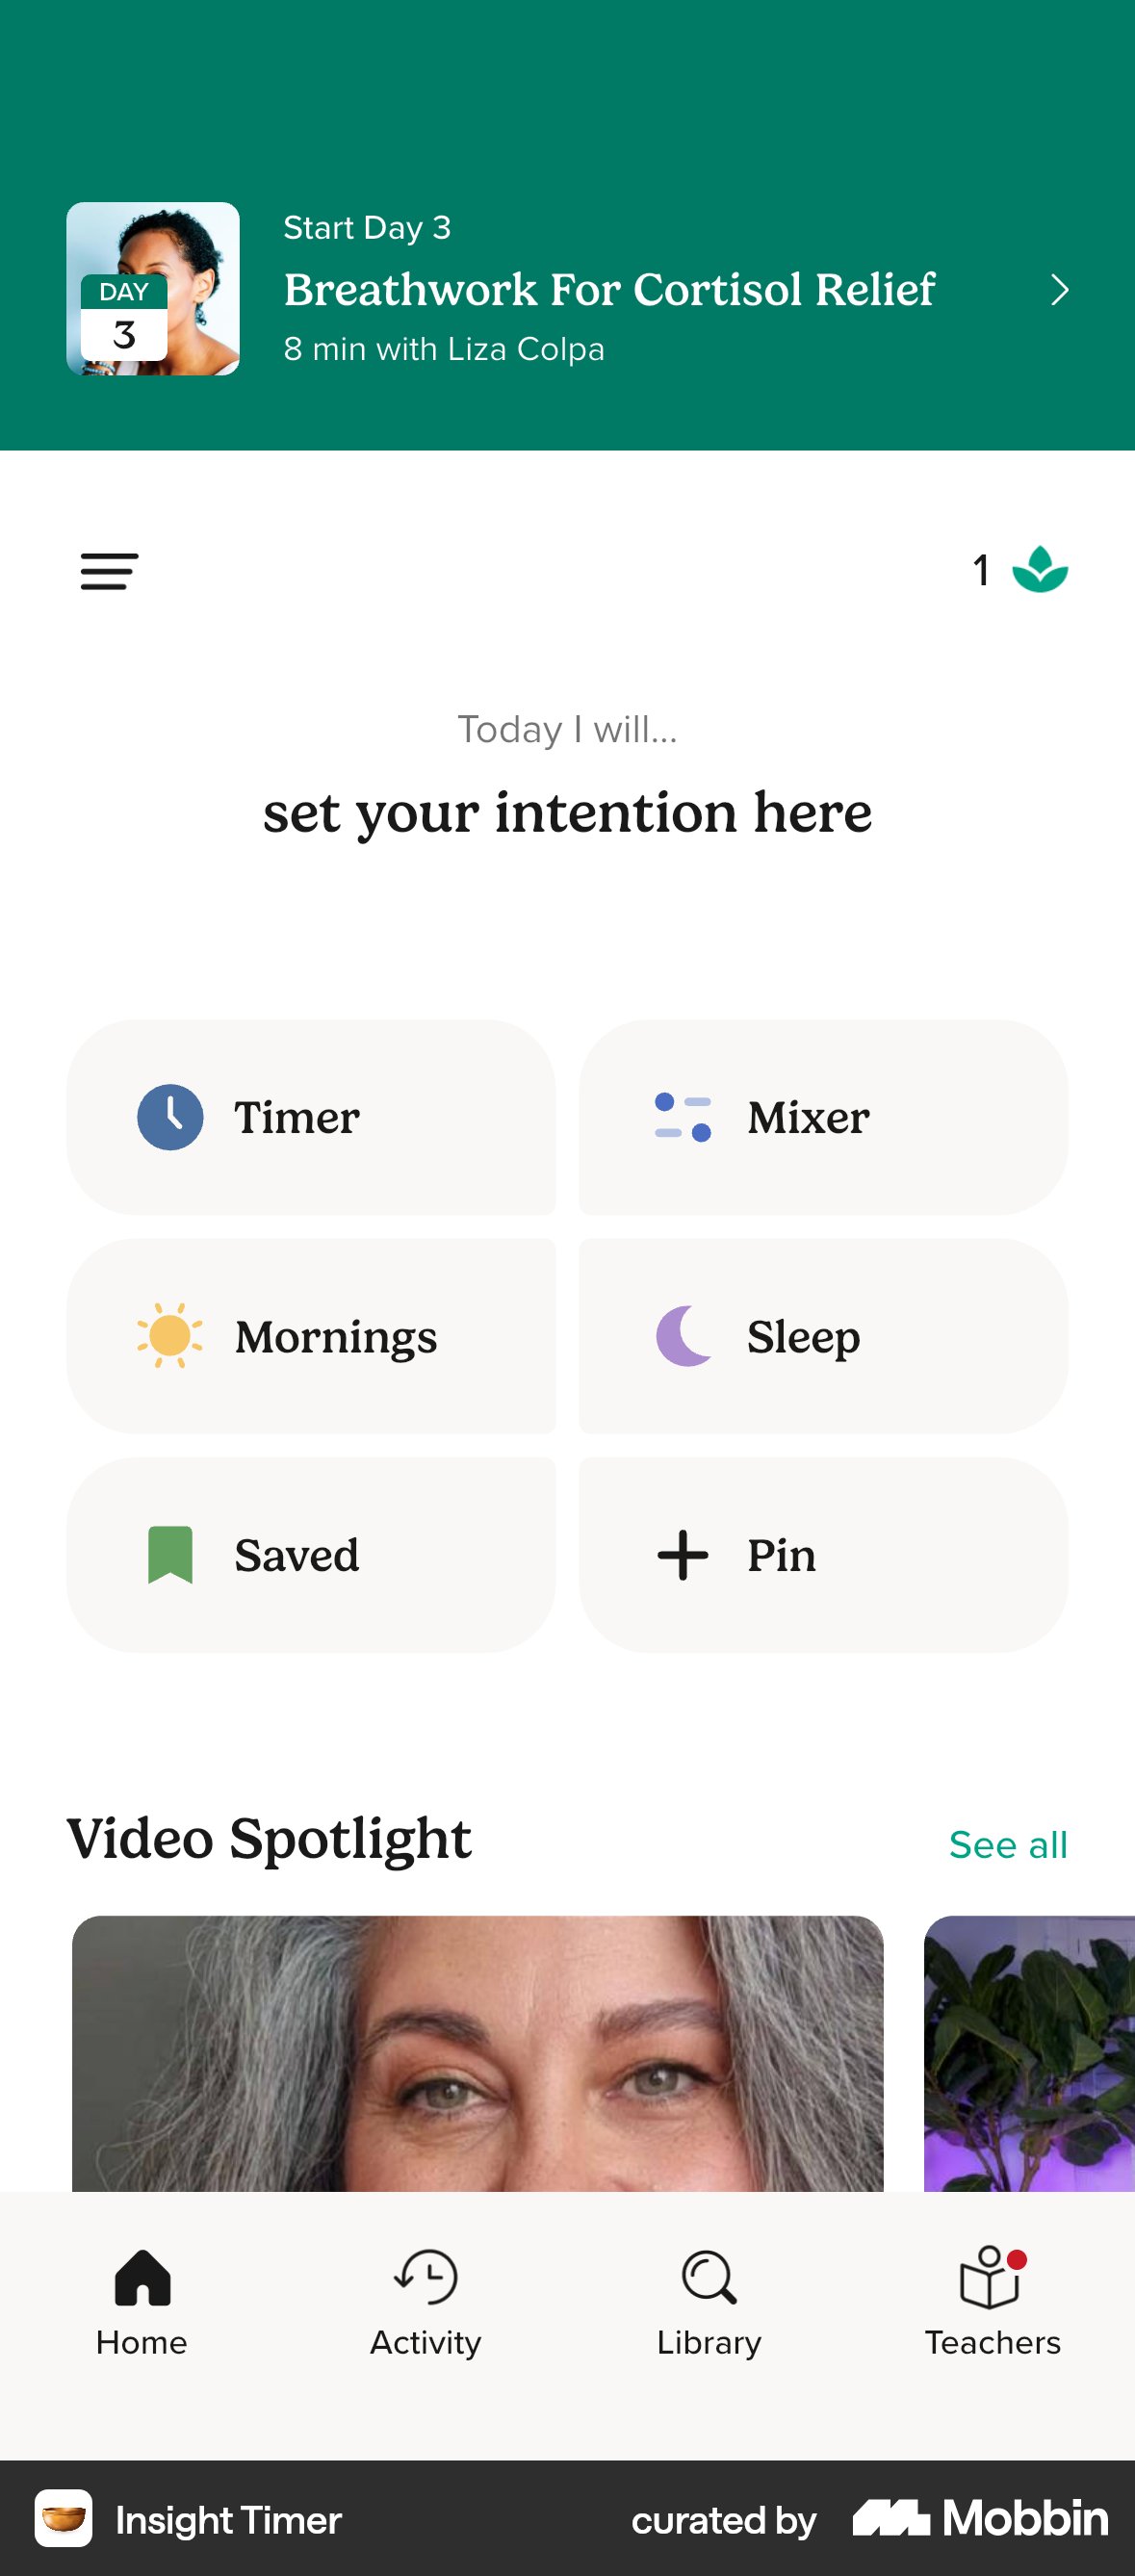 Start Day 3
Breathwork For Cortisol Relief
8 min with Liza Colpa
DAY
3
1
Today I will...
set your intention here
Timer
Mixer
Mornings
Sleep
Saved
Pin
Video Spotlight
See all
Home
Activity
Library
Teachers
Insight Timer
curated by
Mobbin